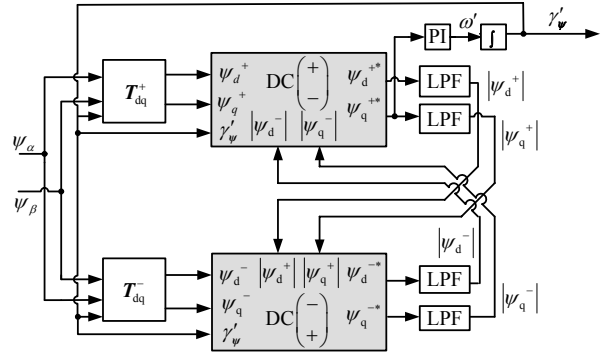 PI ω′ ∫ γ′ψ
T⁺dq ψd⁺ DC(+ −) ψd⁺* LPF |ψd⁺|
ψq⁺ ψq⁺* LPF |ψq⁺|
γ′ψ |ψd⁻| |ψq⁻|
ψα
ψβ
|ψd⁻|
T⁻dq ψd⁻ |ψd⁺| |ψq⁺| ψd⁻* LPF
ψq⁻ DC(− +) ψq⁻* LPF |ψq⁻|
γ′ψ